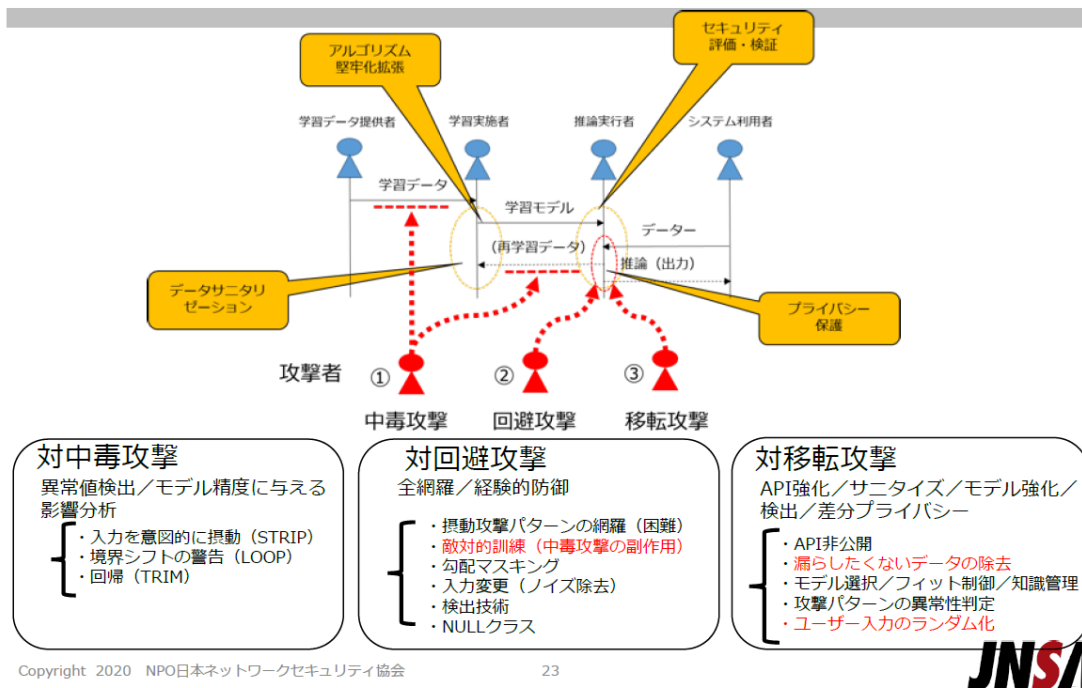 アルゴリズム
堅牢化拡張
セキュリティ
評価・検証
学習データ提供者
学習実施者
推論実行者
システム利用者
学習データ
学習モデル
データー
(再学習データ)
推論（出力）
データサニタリ
ゼーション
プライバシー
保護
攻撃者
①
②
③
中毒攻撃
回避攻撃
移転攻撃
対中毒攻撃
異常値検出／モデル精度に与える
影響分析
・入力を意図的に摂動（STRIP）
・境界シフトの警告（LOOP）
・回帰（TRIM）
対回避攻撃
全網羅／経験的防御
・摂動攻撃パターンの網羅（困難）
・敵対的訓練（中毒攻撃の副作用）
・勾配マスキング
・入力変更（ノイズ除去）
・検出技術
・NULLクラス
対移転攻撃
API強化／サニタイズ／モデル強化／
検出／差分プライバシー
・API非公開
・漏らしたくないデータの除去
・モデル選択／フィット制御／知識管理
・攻撃パターンの異常性判定
・ユーザー入力のランダム化
Copyright 2020 NPO日本ネットワークセキュリティ協会
23
JNSA